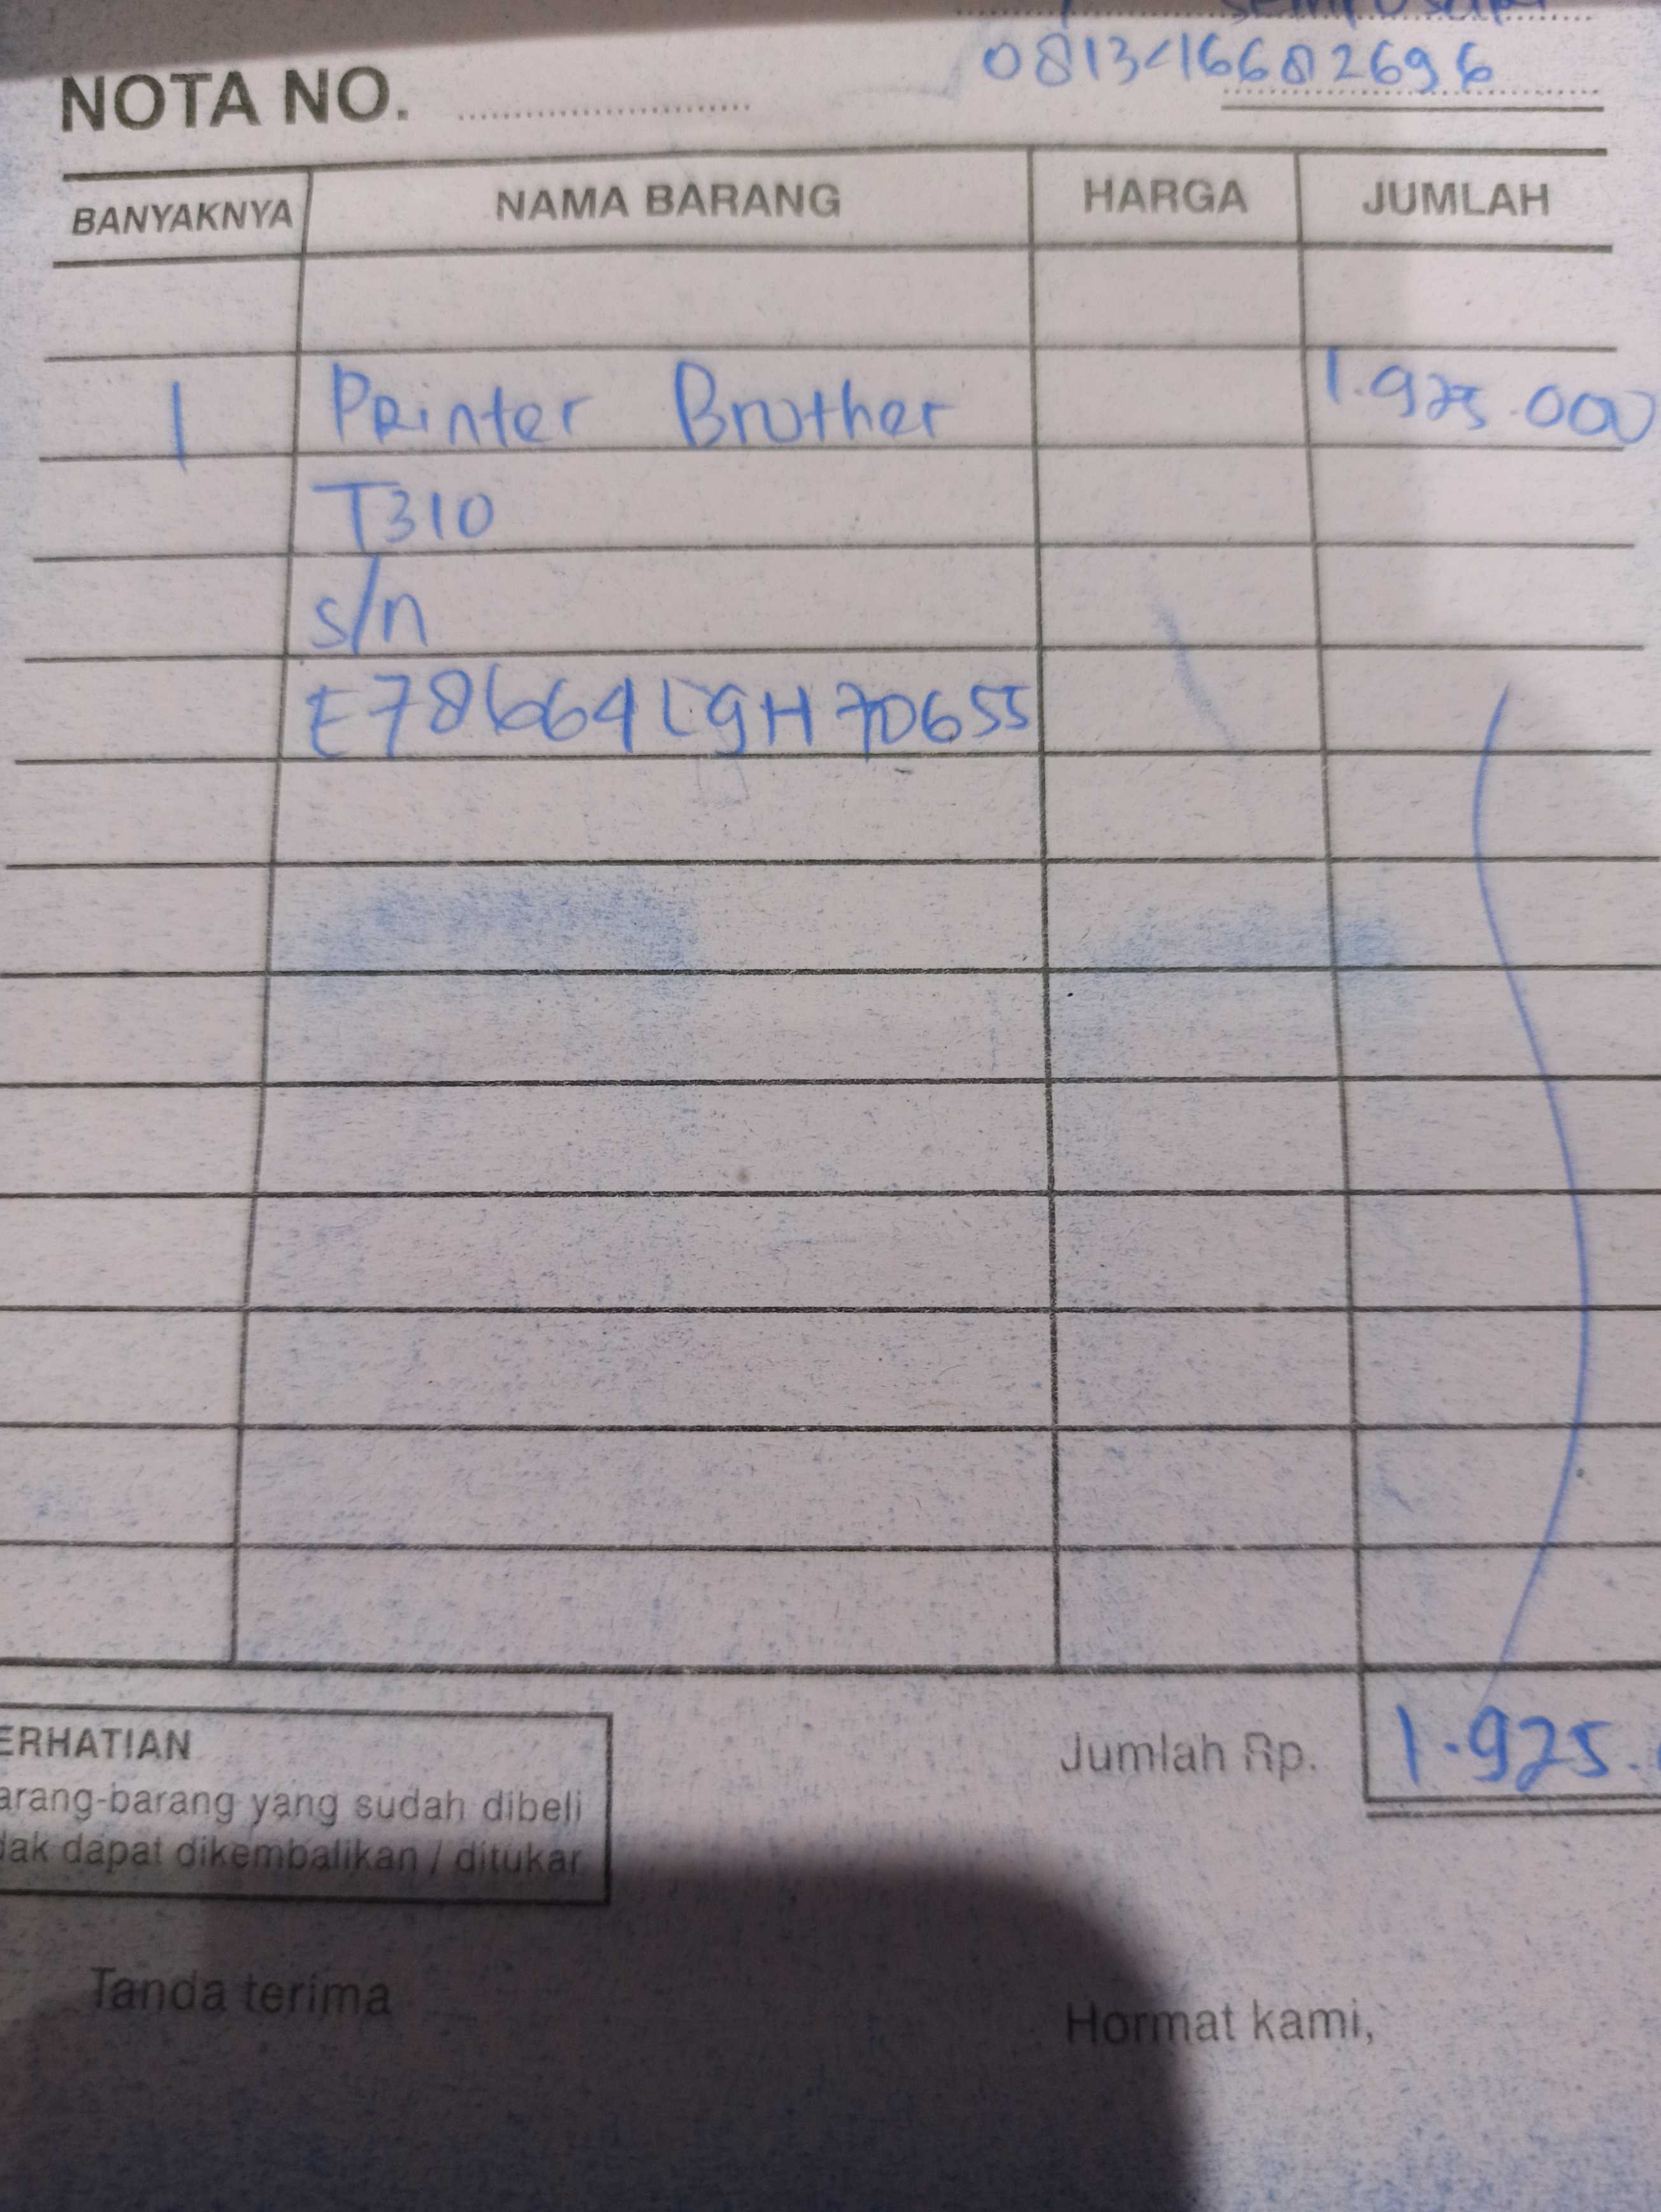 NOTA NO.
BANYAKNYA NAMA BARANG HARGA JUMLAH
1 Printer Brother 1.925.000
T310
s/n
E78664L9H70655
ERHATIAN
arang-barang yang sudah dibeli
dak dapat dikembalikan / ditukar
Jumlah Rp. 1.925.
Tanda terima
Hormat kami,